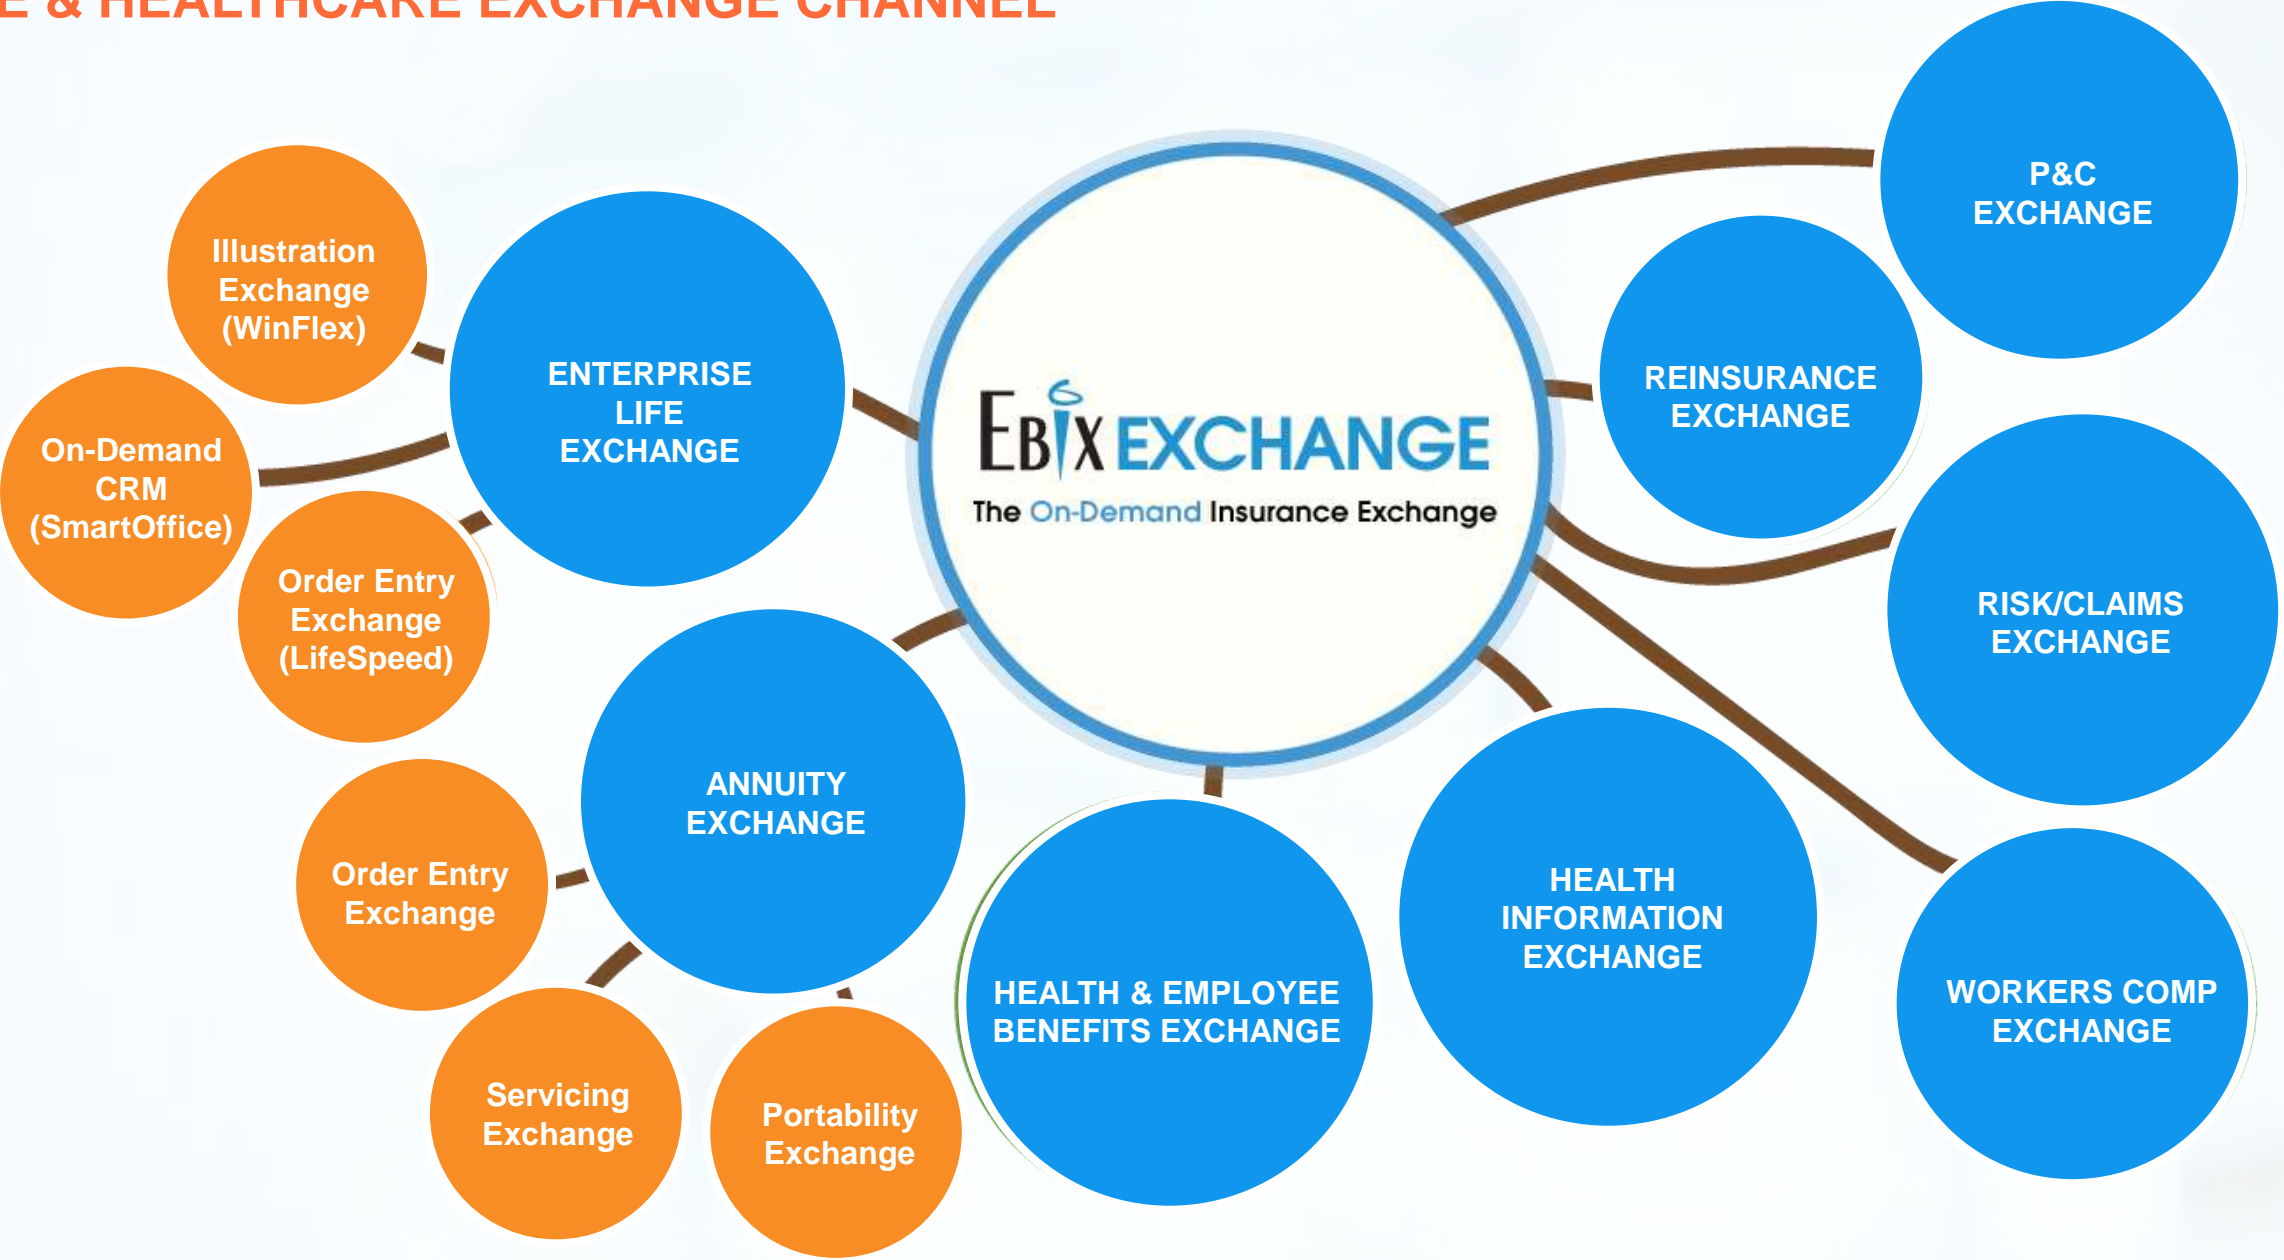 E & HEALTHCARE EXCHANGE CHANNEL
P&C
EXCHANGE
Illustration
Exchange
(WinFlex)
ENTERPRISE
LIFE
EXCHANGE
REINSURANCE
EXCHANGE
EBIX EXCHANGE
The On-Demand Insurance Exchange
On-Demand
CRM
(SmartOffice)
Order Entry
Exchange
(LifeSpeed)
RISK/CLAIMS
EXCHANGE
ANNUITY
EXCHANGE
Order Entry
Exchange
HEALTH
INFORMATION
EXCHANGE
HEALTH & EMPLOYEE
BENEFITS EXCHANGE
WORKERS COMP
EXCHANGE
Servicing
Exchange
Portability
Exchange